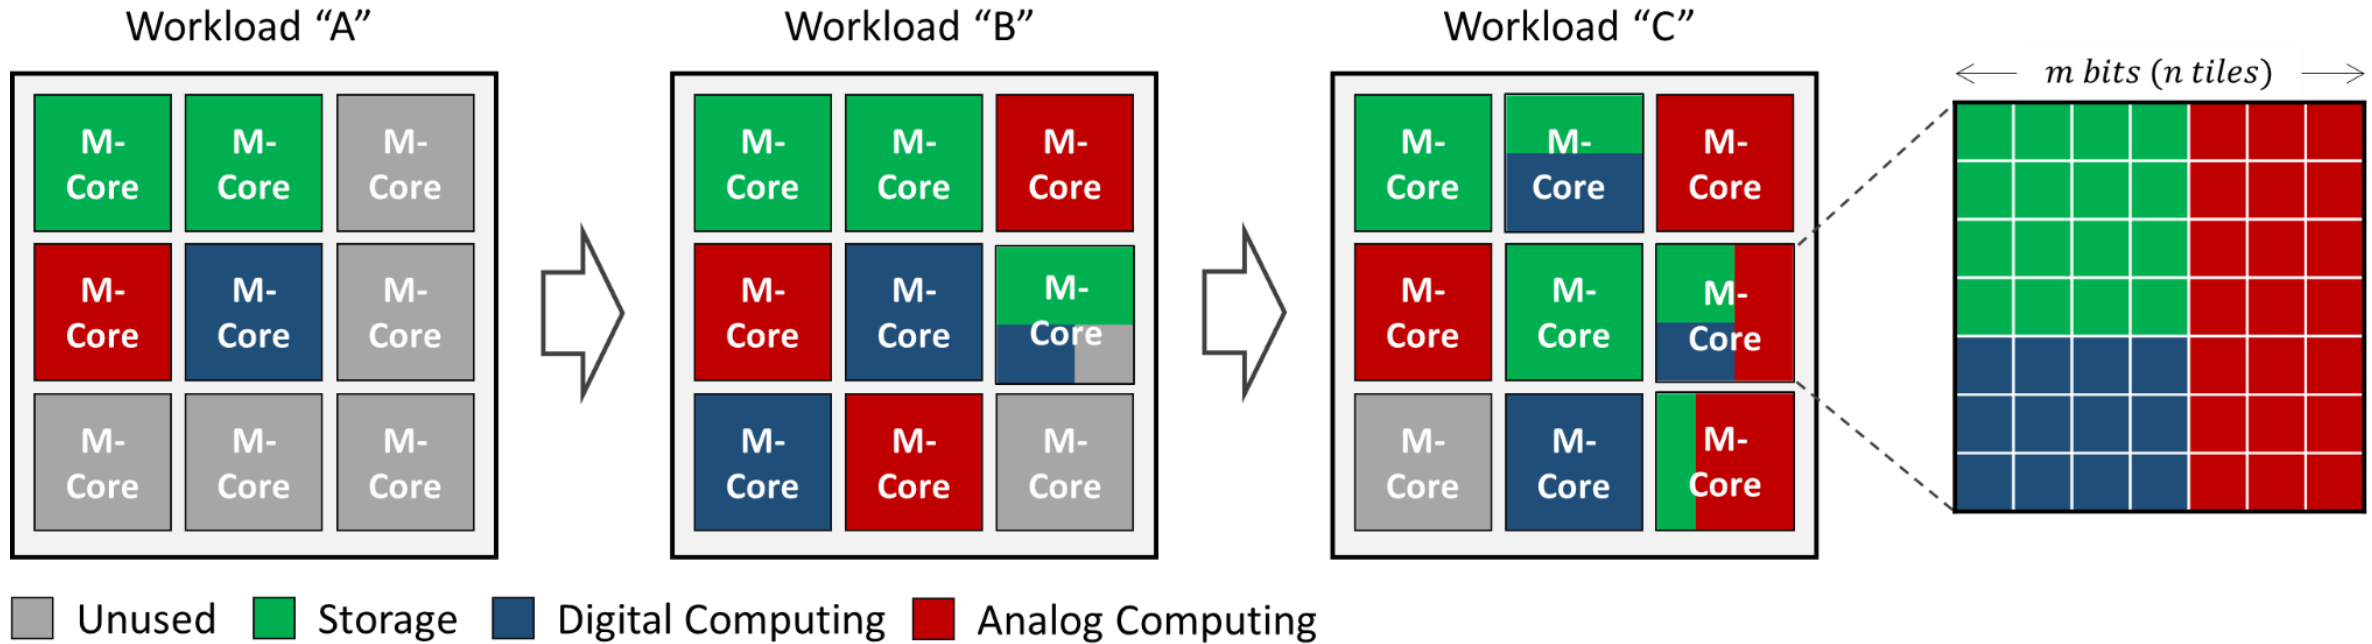 Workload “A”
Workload “B”
Workload “C”
m bits (n tiles)
M-
Core
M-
Core
M-
Core
M-
Core
M-
Core
M-
Core
M-
Core
M-
Core
M-
Core
M-
Core
M-
Core
M-
Core
M-
Core
M-
Core
M-
Core
M-
Core
M-
Core
M-
Core
M-
Core
M-
Core
M-
Core
M-
Core
M-
Core
M-
Core
M-
Core
M-
Core
M-
Core
Unused
Storage
Digital Computing
Analog Computing